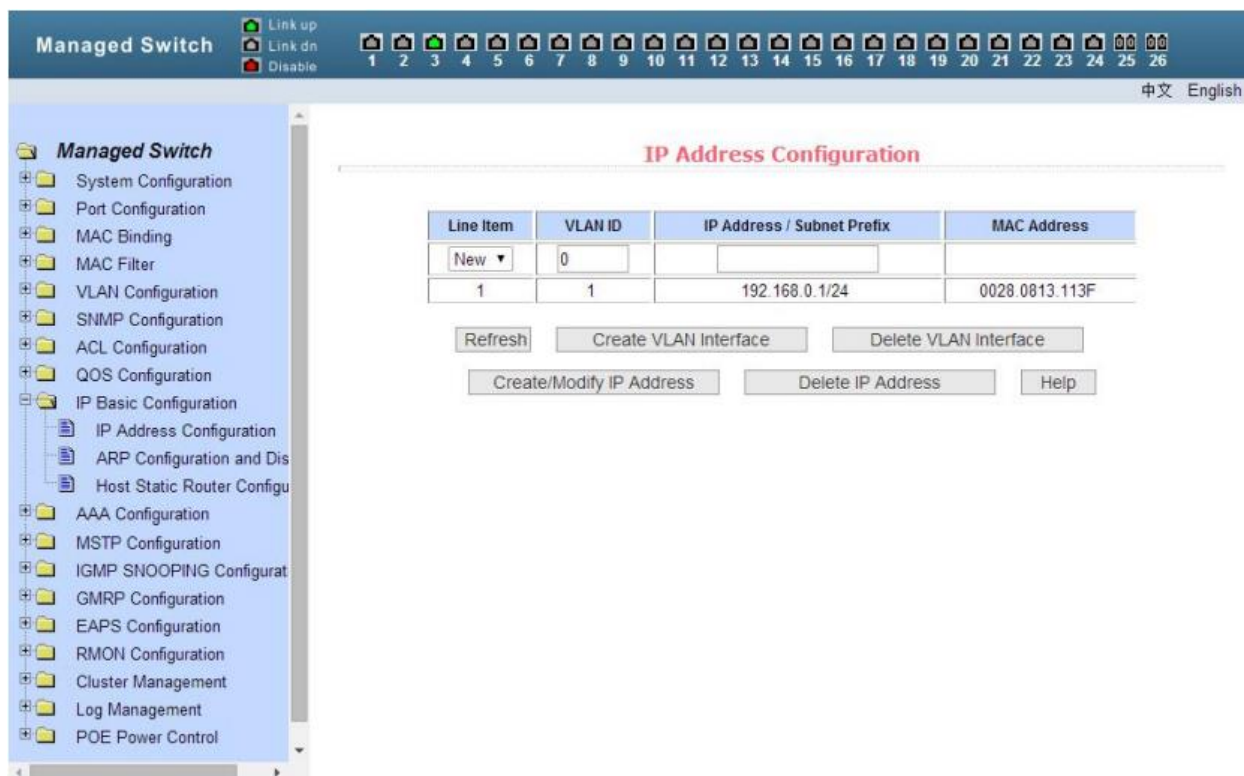 Managed Switch
Link up
Link dn
Disable
1 2 3 4 5 6 7 8 9 10 11 12 13 14 15 16 17 18 19 20 21 22 23 24 25 26
中文 English
Managed Switch
System Configuration
Port Configuration
MAC Binding
MAC Filter
VLAN Configuration
SNMP Configuration
ACL Configuration
QOS Configuration
IP Basic Configuration
IP Address Configuration
ARP Configuration and Dis
Host Static Router Configu
AAA Configuration
MSTP Configuration
IGMP SNOOPING Configurat
GMRP Configuration
EAPS Configuration
RMON Configuration
Cluster Management
Log Management
POE Power Control
IP Address Configuration
Line Item VLAN ID IP Address / Subnet Prefix MAC Address
New 0
1 1 192.168.0.1/24 0028.0813.113F
Refresh Create VLAN Interface Delete VLAN Interface
Create/Modify IP Address Delete IP Address Help